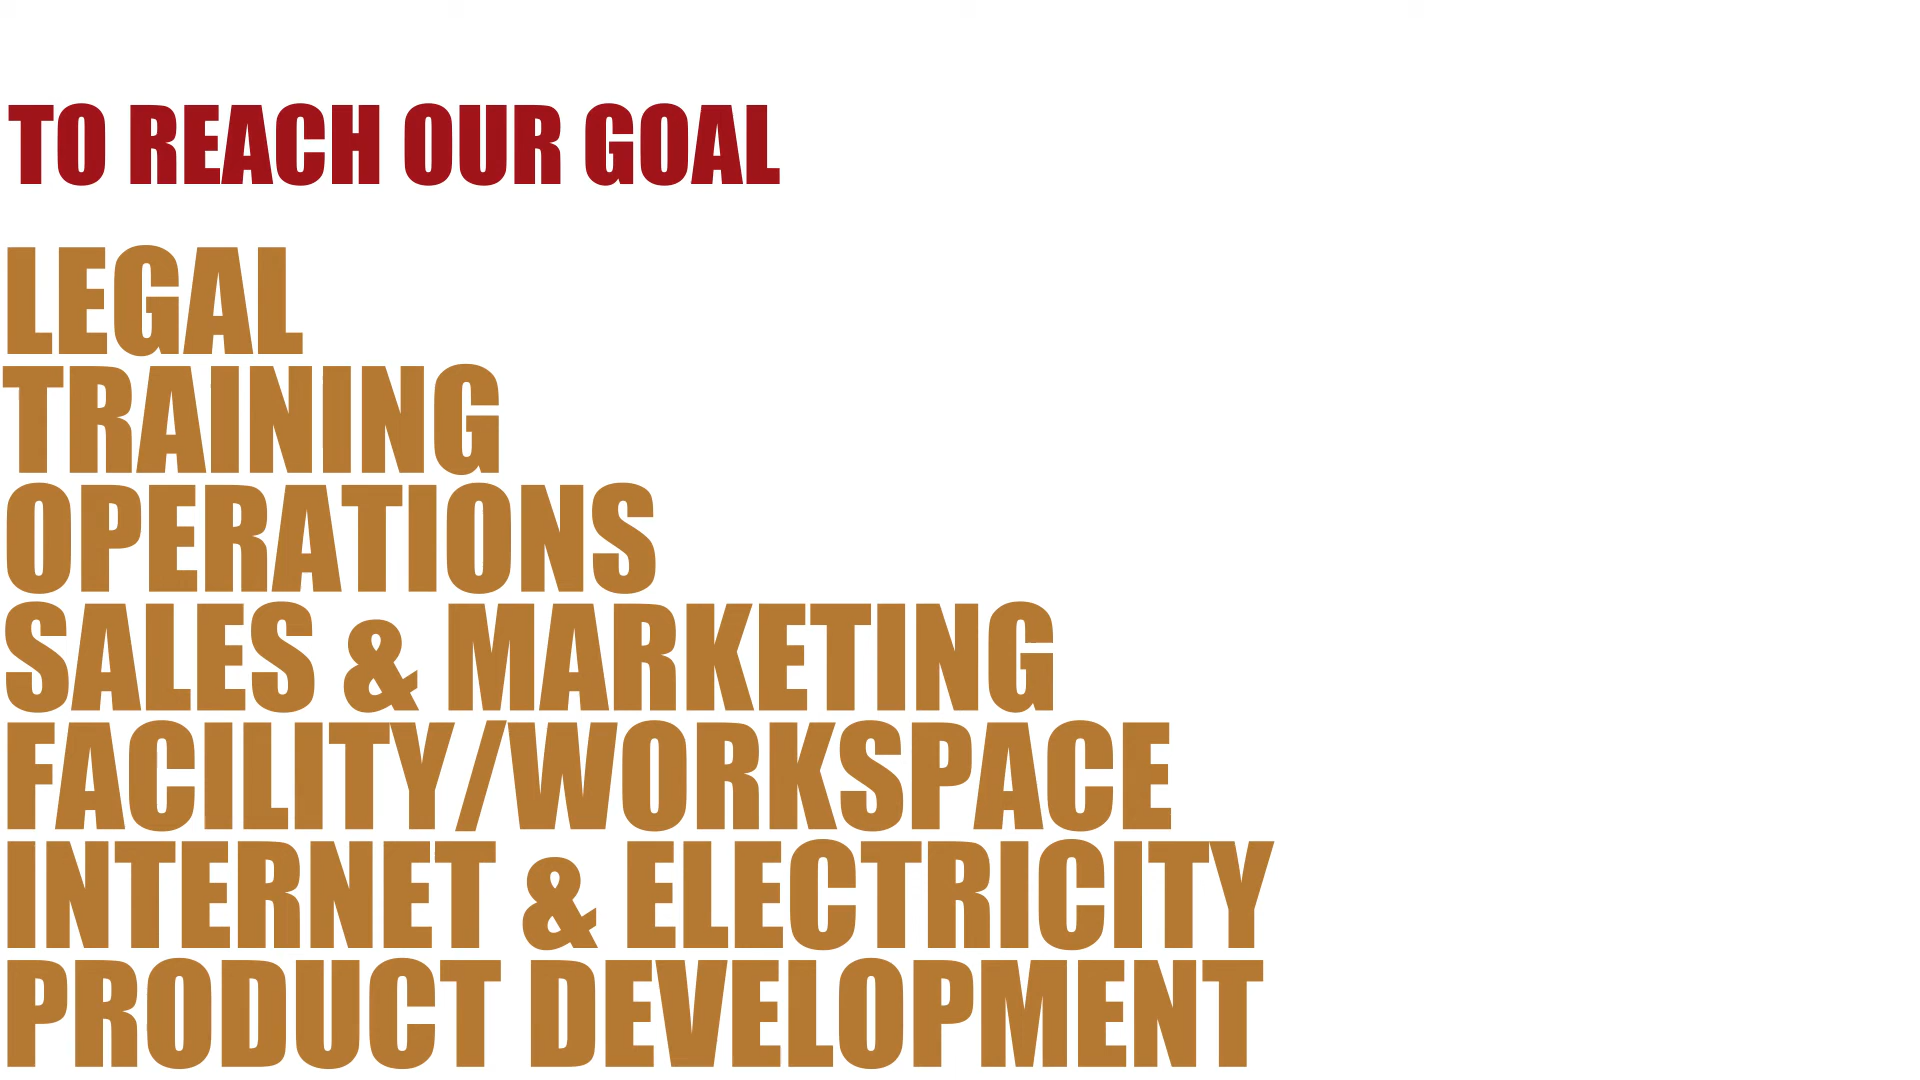 TO REACH OUR GOAL
LEGAL
TRAINING
OPERATIONS
SALES & MARKETING
FACILITY/WORKSPACE
INTERNET & ELECTRICITY
PRODUCT DEVELOPMENT